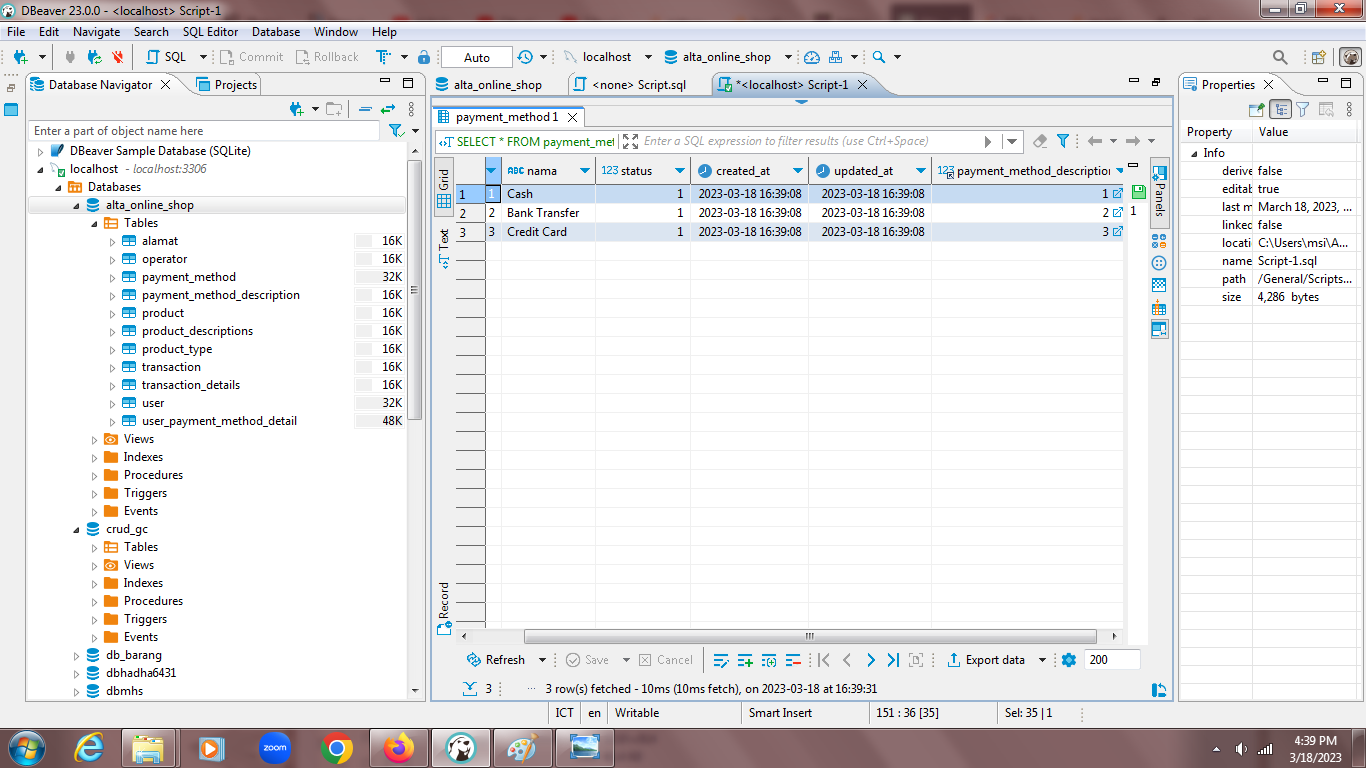 DBeaver 23.0.0 - <localhost> Script-1
File Edit Navigate Search SQL Editor Database Window Help
SQL Commit Rollback Auto localhost alta_online_shop
Database Navigator Projects
Enter a part of object name here
DBeaver Sample Database (SQLite)
localhost - localhost:3306
Databases
alta_online_shop
Tables
alamat 16K
operator 16K
payment_method 32K
payment_method_description 16K
product 16K
product_descriptions 16K
product_type 16K
transaction 16K
transaction_details 16K
user 32K
user_payment_method_detail 48K
Views
Indexes
Procedures
Triggers
Events
crud_gc
Tables
Views
Indexes
Procedures
Triggers
Events
db_barang
dbhadha6431
dbmhs
alta_online_shop <none> Script.sql *<localhost> Script-1
payment_method 1
SELECT * FROM payment_met Enter a SQL expression to filter results (use Ctrl+Space)
Grid
Text
Record
ABC nama 123 status created_at updated_at 123 payment_method_description
1 1 Cash 1 2023-03-18 16:39:08 2023-03-18 16:39:08 1
2 2 Bank Transfer 1 2023-03-18 16:39:08 2023-03-18 16:39:08 2
3 3 Credit Card 1 2023-03-18 16:39:08 2023-03-18 16:39:08 3
1
Panels
Refresh Save Cancel Export data 200
3 3 row(s) fetched - 10ms (10ms fetch), on 2023-03-18 at 16:39:31
Properties
Property Value
Info
derive false
editab true
last m March 18, 2023, ...
linked false
locati C:\Users\msi\A...
name Script-1.sql
path /General/Scripts...
size 4,286 bytes
ICT en Writable Smart Insert 151 : 36 [35] Sel: 35 | 1
zoom
4:39 PM
3/18/2023